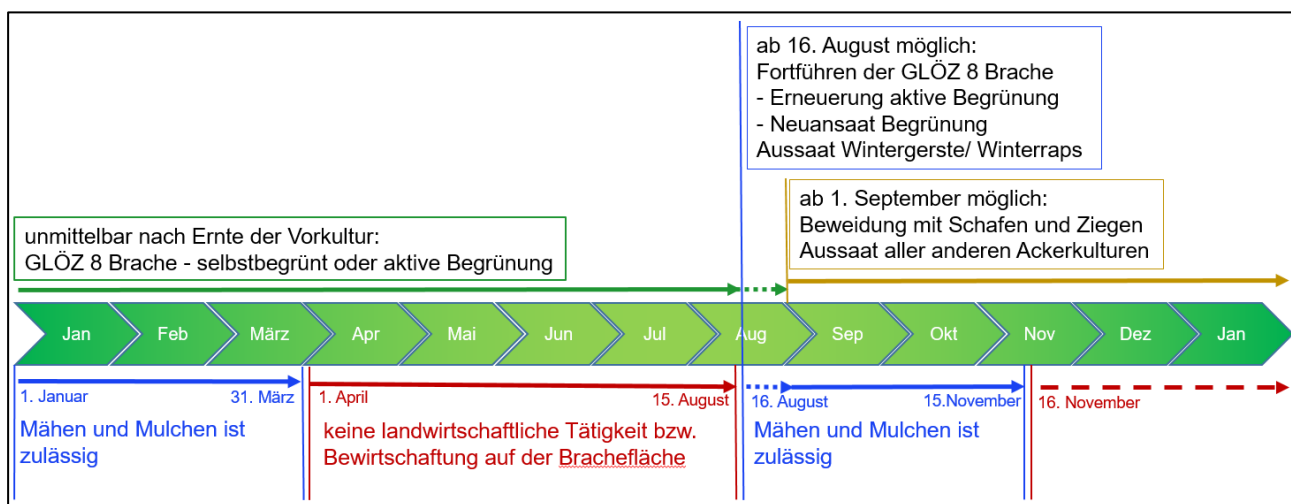 ab 16. August möglich:
Fortführen der GLÖZ 8 Brache
- Erneuerung aktive Begrünung
- Neuansaat Begrünung
Aussaat Wintergerste/ Winterraps
ab 1. September möglich:
Beweidung mit Schafen und Ziegen
Aussaat aller anderen Ackerkulturen
unmittelbar nach Ernte der Vorkultur:
GLÖZ 8 Brache - selbstbegrünt oder aktive Begrünung
Jan Feb März Apr Mai Jun Jul Aug Sep Okt Nov Dez Jan
1. Januar 31. März
Mähen und Mulchen ist
zulässig
1. April 15. August
keine landwirtschaftliche Tätigkeit bzw.
Bewirtschaftung auf der Brachefläche
16. August 15.November
Mähen und Mulchen ist
zulässig
16. November